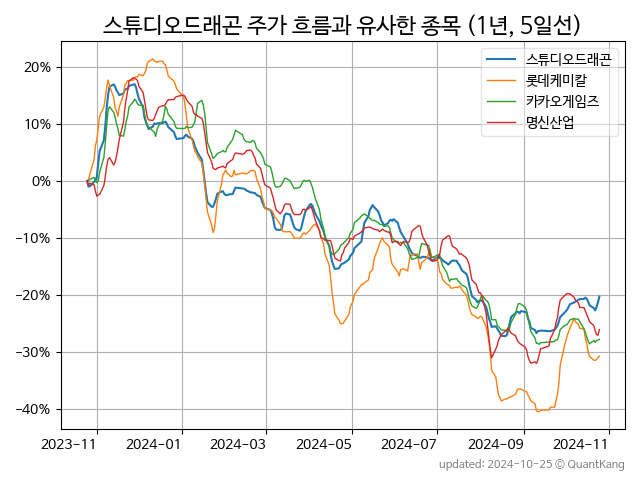 스튜디오드래곤 주가 흐름과 유사한 종목 (1년, 5일선)
스튜디오드래곤
롯데케미칼
카카오게임즈
명신산업
20%
10%
0%
−10%
−20%
−30%
−40%
2023-11 2024-01 2024-03 2024-05 2024-07 2024-09 2024-11
updated: 2024-10-25 © QuantKang